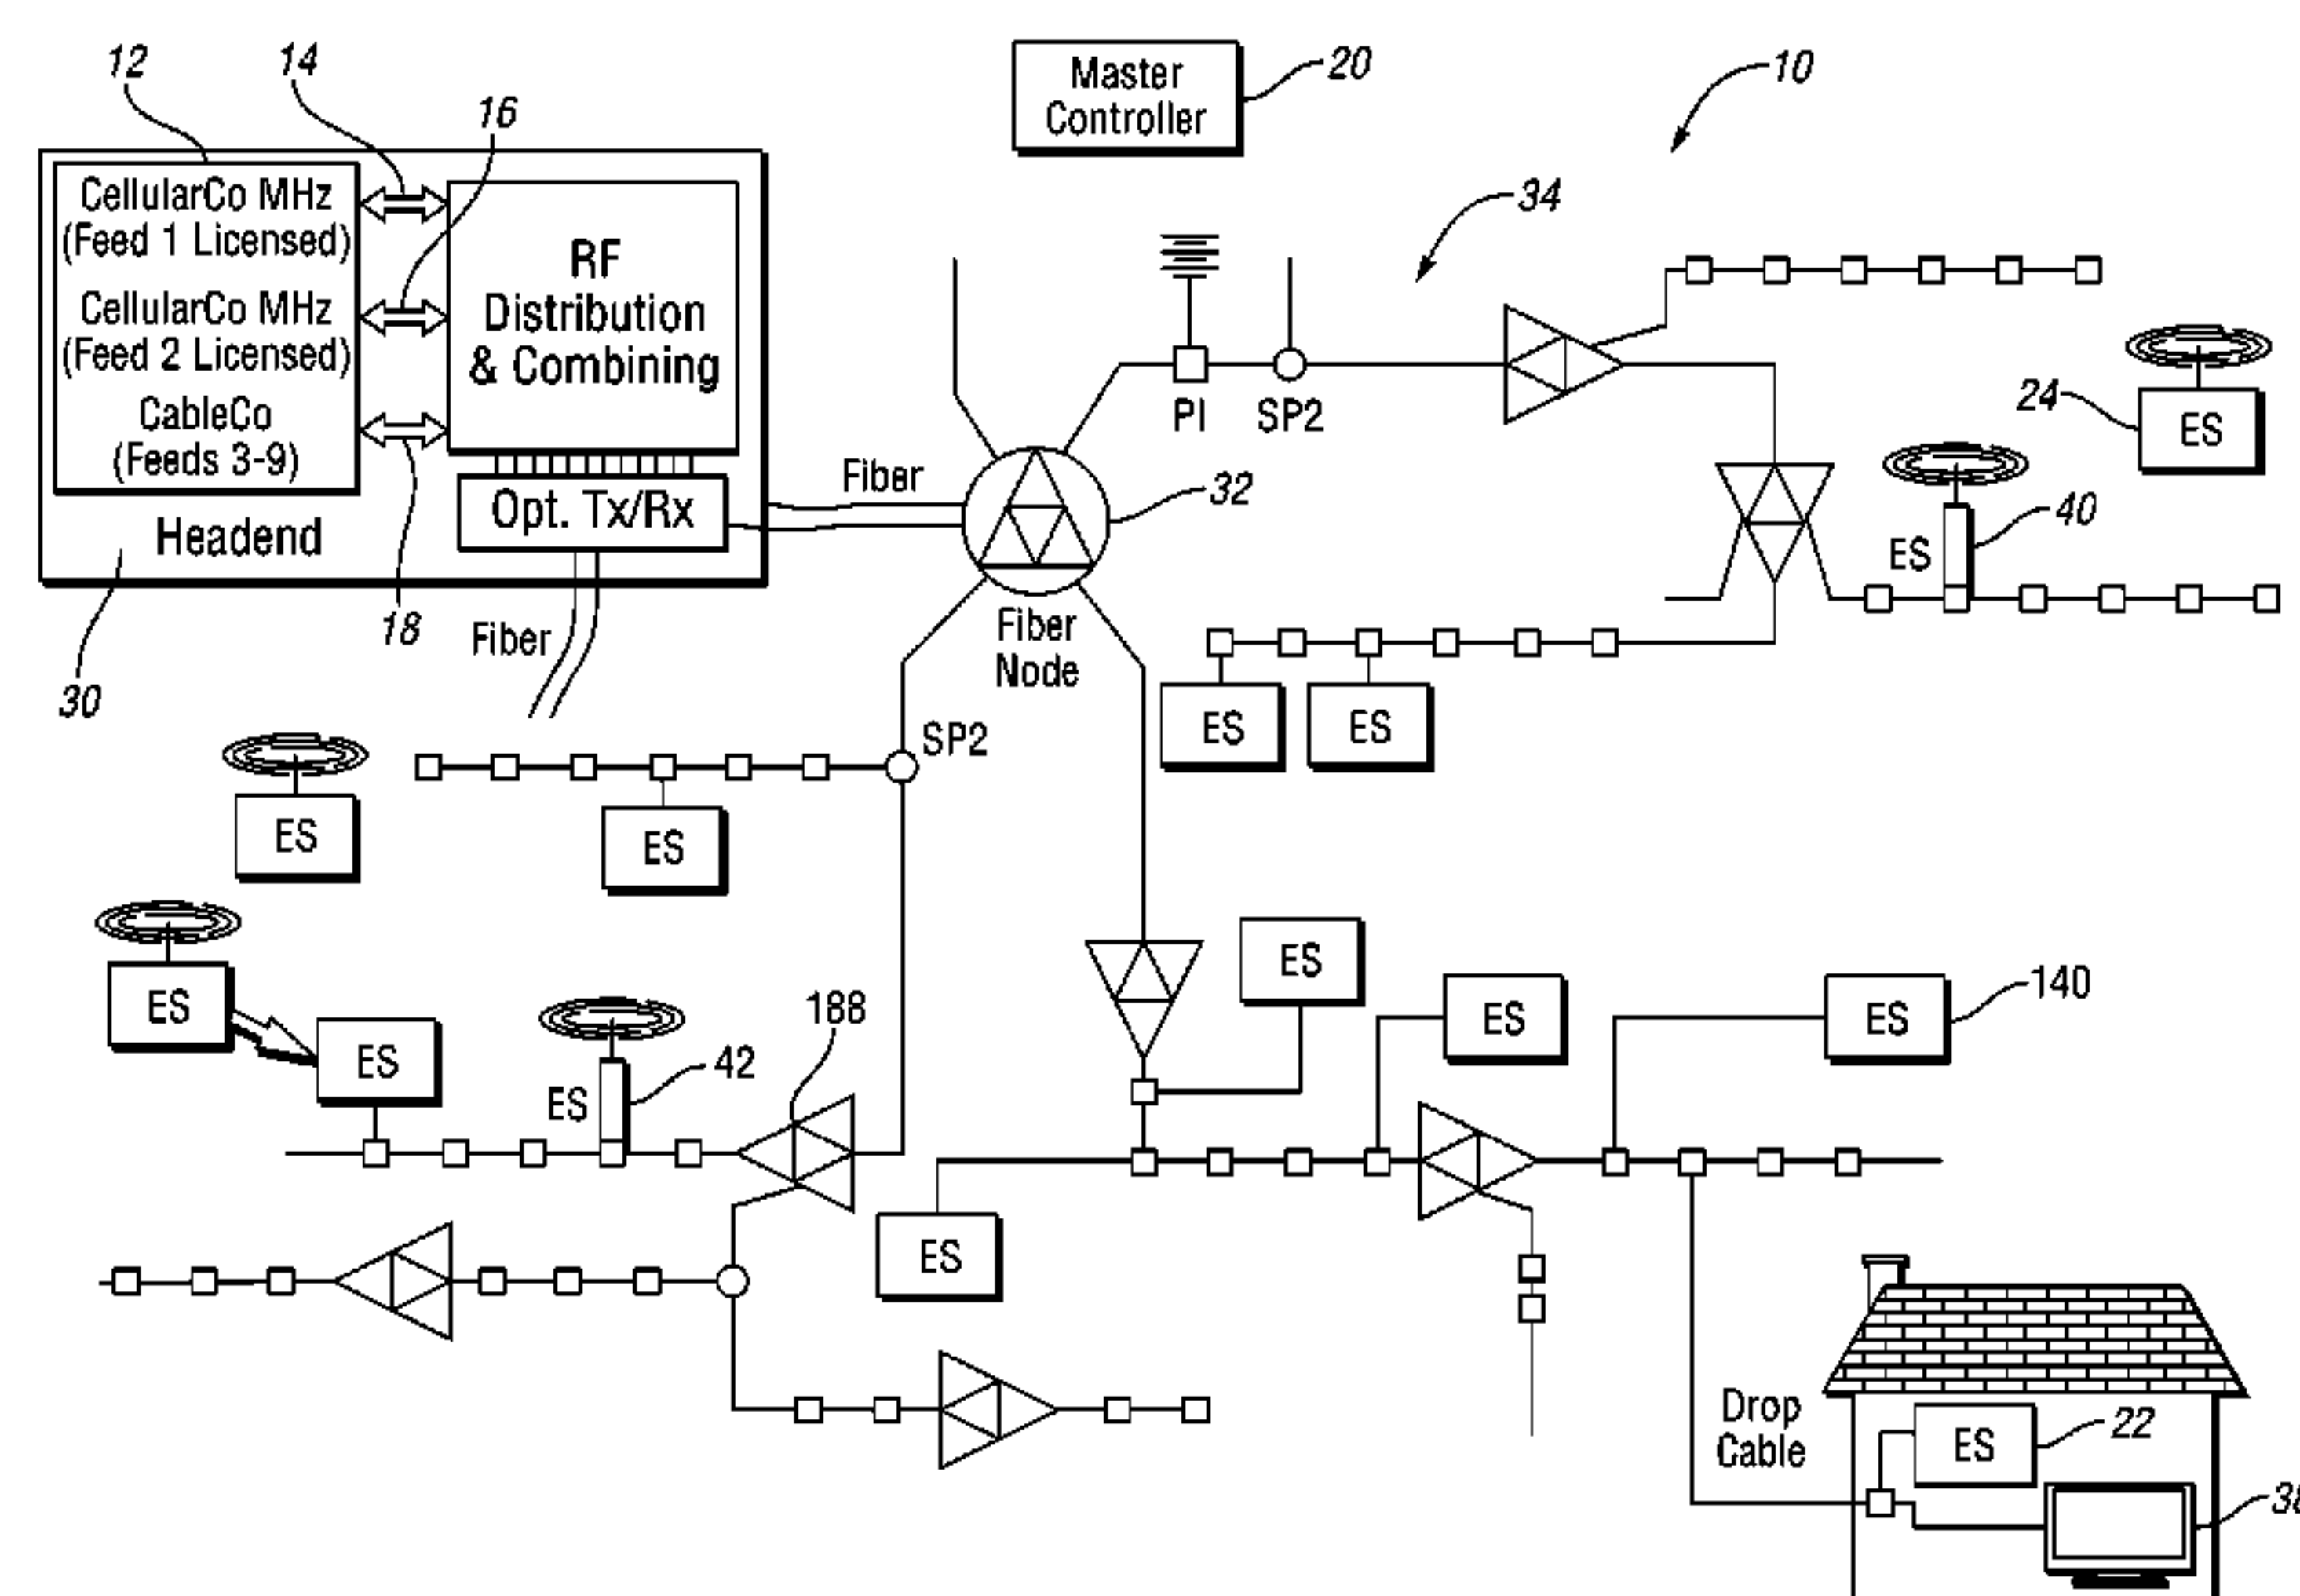 12
14
16
Master
Controller
20
10
CellularCo MHz
(Feed 1 Licensed)
CellularCo MHz
(Feed 2 Licensed)
CableCo
(Feeds 3-9)
RF
Distribution
& Combining
Opt. Tx/Rx
Headend
30
18
Fiber
Fiber
32
Fiber
Node
34
PI
SP2
24
ES
ES
40
ES
ES
SP2
ES
ES
ES
ES
ES
42
188
ES
ES
ES
140
ES
Drop
Cable
ES
22